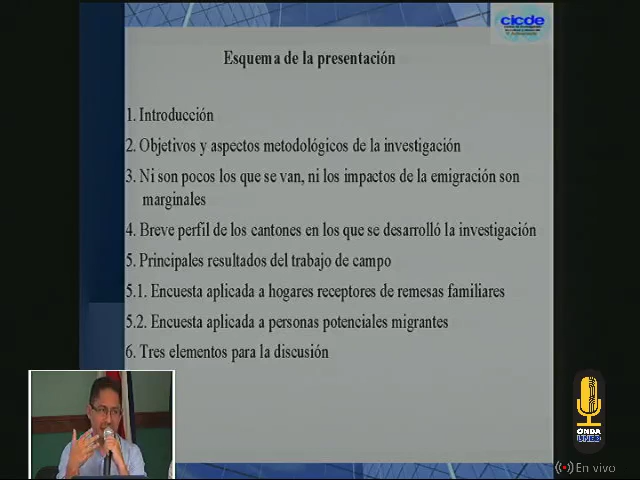 cicde
Esquema de la presentación
1. Introducción
2. Objetivos y aspectos metodológicos de la investigación
3. Ni son pocos los que se van, ni los impactos de la emigración son
marginales
4. Breve perfil de los cantones en los que se desarrolló la investigación
5. Principales resultados del trabajo de campo
5.1. Encuesta aplicada a hogares receptores de remesas familiares
5.2. Encuesta aplicada a personas potenciales migrantes
6. Tres elementos para la discusión
ONDA
UNED
En vivo